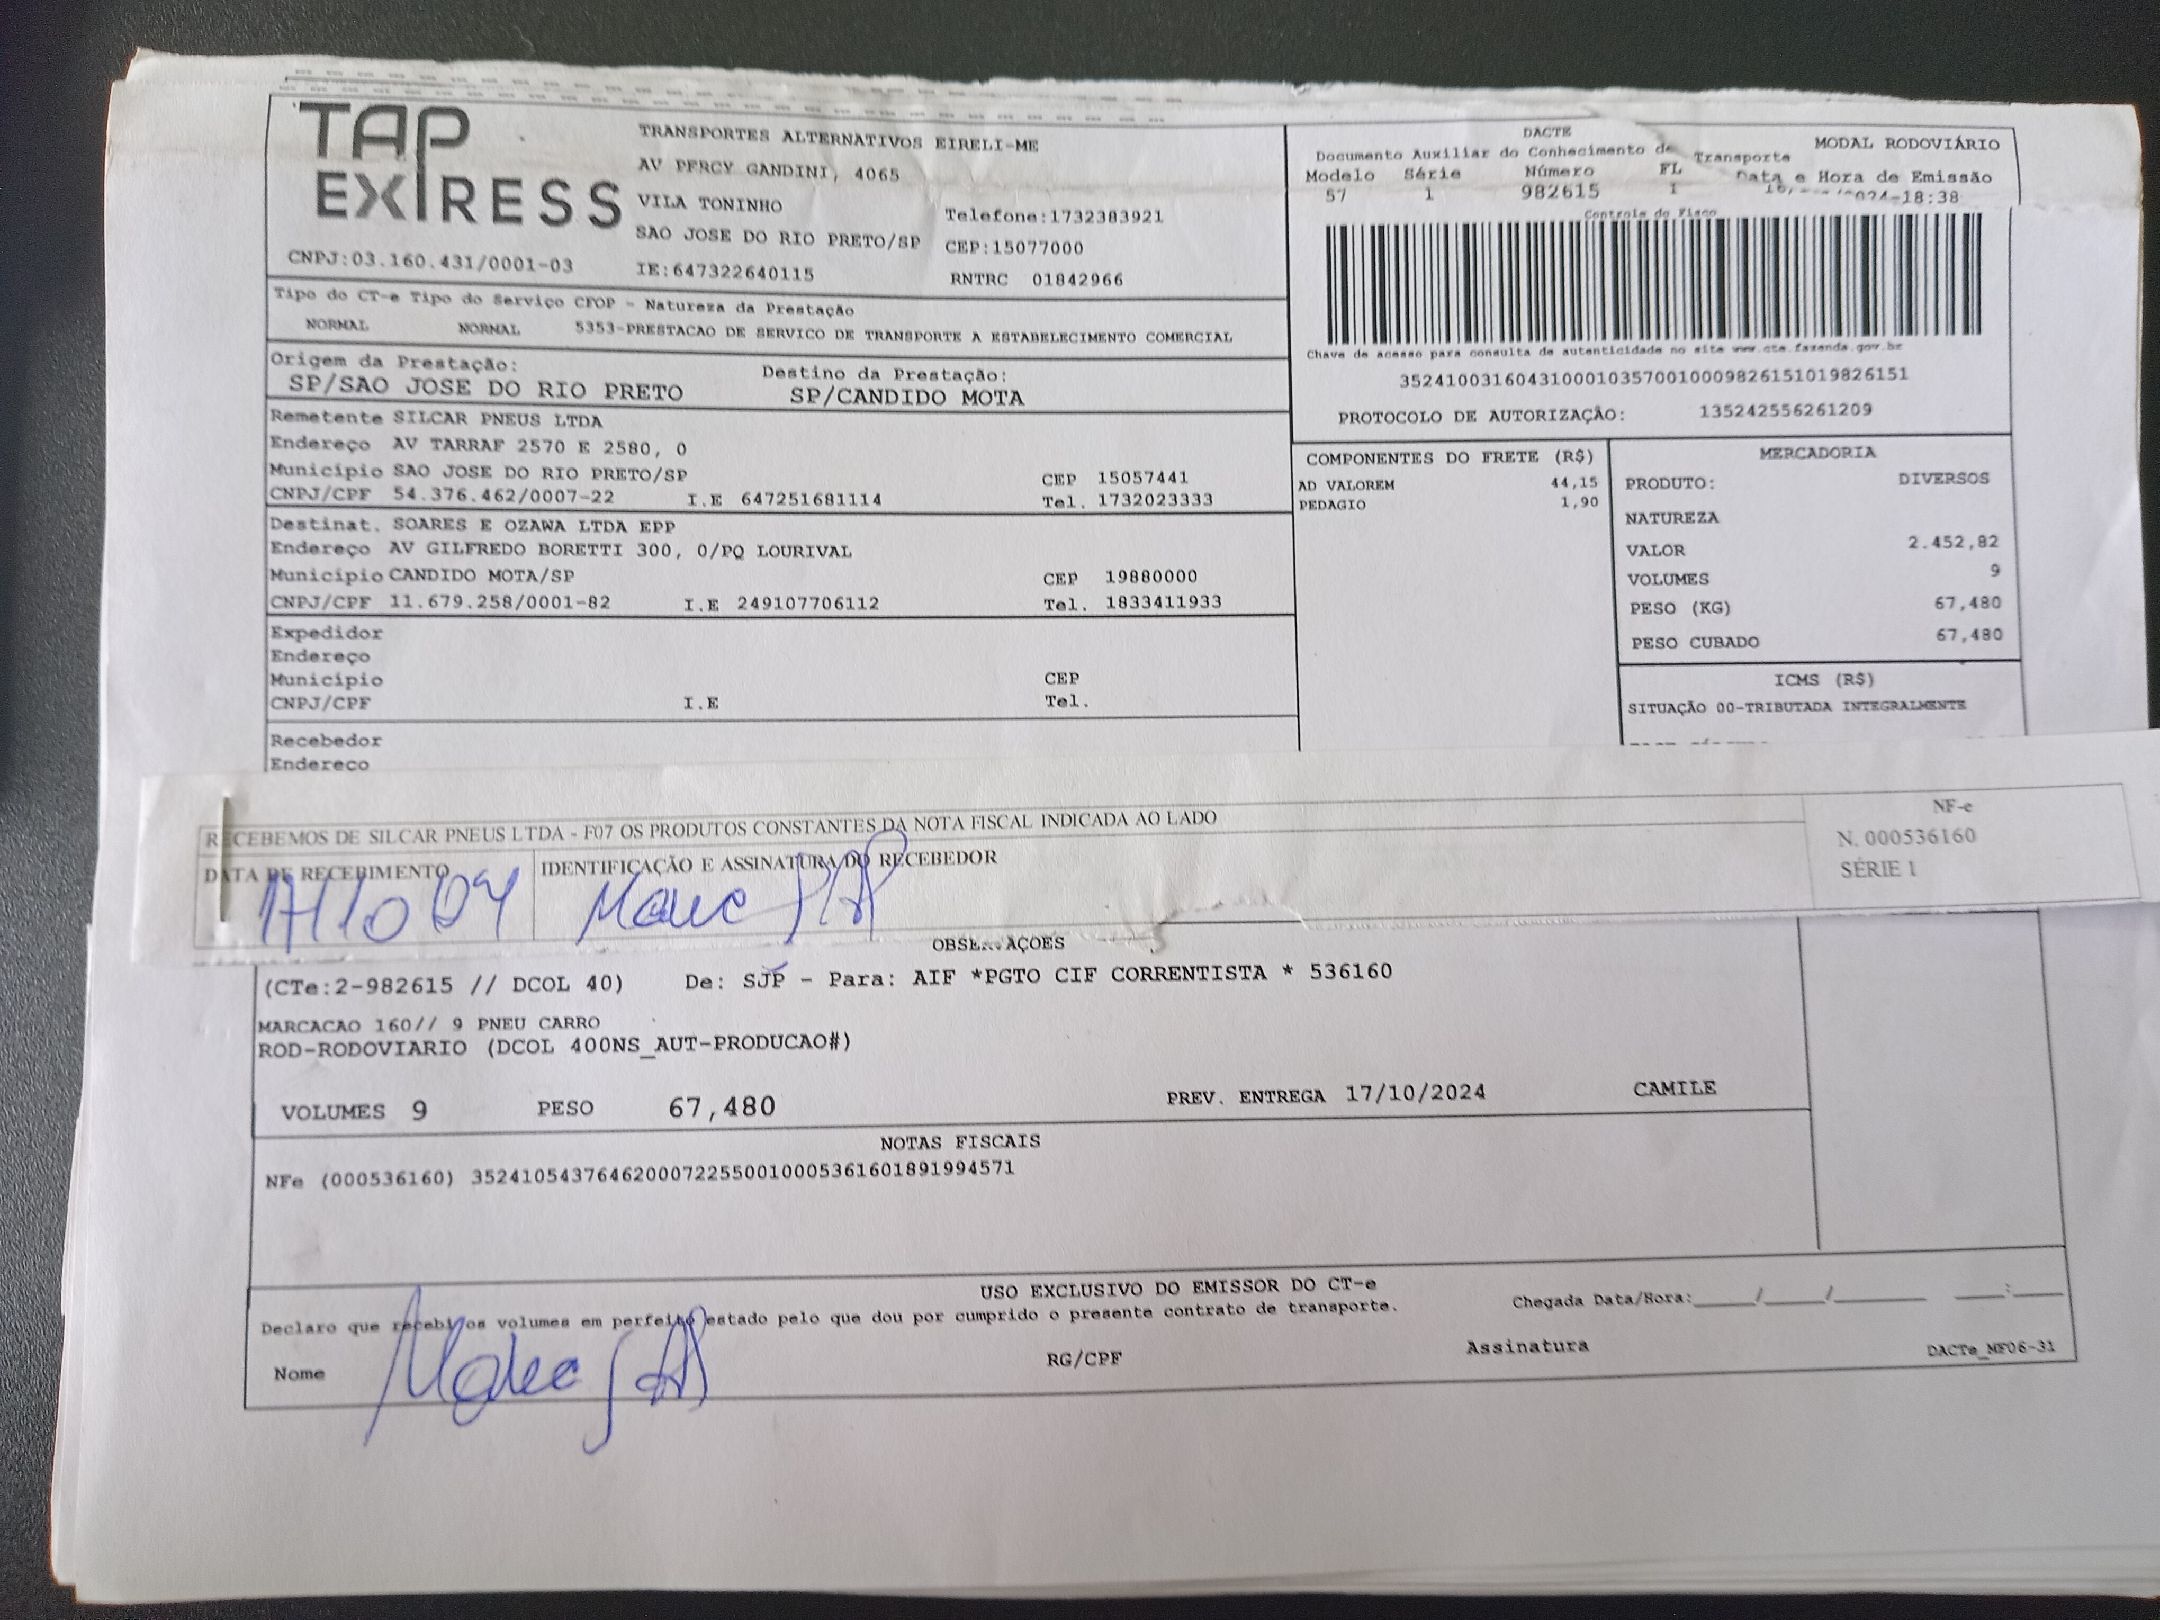 TAP
EXPRESS
TRANSPORTES ALTERNATIVOS EIRELI-ME
AV PERCY GANDINI, 4065
VILA TONINHO
Telefone:1732383921
SAO JOSE DO RIO PRETO/SP CEP:15077000
CNPJ:03.160.431/0001-03 IE:647322640115 RNTRC 01842966
DACTE MODAL RODOVIÁRIO
Documento Auxiliar do Conhecimento de Transporte
Modelo Série Número FL Data e Hora de Emissão
57 1 982615 1 18:38
Controle do Fisco
Chave de acesso para consulta de autenticidade no site www.cte.fazenda.gov.br
35241003160431000103570010009826151019826151
PROTOCOLO DE AUTORIZAÇÃO: 135242556261209
Tipo do CT-e Tipo do Serviço CFOP - Natureza da Prestação
NORMAL NORMAL 5353-PRESTACAO DE SERVICO DE TRANSPORTE A ESTABELECIMENTO COMERCIAL
Origem da Prestação: Destino da Prestação:
SP/SAO JOSE DO RIO PRETO SP/CANDIDO MOTA
Remetente SILCAR PNEUS LTDA
Endereço AV TARRAF 2570 E 2580, 0
Município SAO JOSE DO RIO PRETO/SP CEP 15057441
CNPJ/CPF 54.376.462/0007-22 I.E 647251681114 Tel. 1732023333
Destinat. SOARES E OZAWA LTDA EPP
Endereço AV GILFREDO BORETTI 300, 0/PQ LOURIVAL
Município CANDIDO MOTA/SP CEP 19880000
CNPJ/CPF 11.679.258/0001-82 I.E 249107706112 Tel. 1833411933
Expedidor
Endereço
Município CEP
CNPJ/CPF I.E Tel.
Recebedor
Endereco
COMPONENTES DO FRETE (R$)
AD VALOREM 44,15
PEDAGIO 1,90
MERCADORIA
PRODUTO: DIVERSOS
NATUREZA
VALOR 2.452,82
VOLUMES 9
PESO (KG) 67,480
PESO CUBADO 67,480
ICMS (R$)
SITUAÇÃO 00-TRIBUTADA INTEGRALMENTE
RECEBEMOS DE SILCAR PNEUS LTDA - F07 OS PRODUTOS CONSTANTES DA NOTA FISCAL INDICADA AO LADO
DATA DE RECEBIMENTO IDENTIFICAÇÃO E ASSINATURA DO RECEBEDOR
17/10
NF-e
N. 000536160
SÉRIE 1
OBSERVAÇOES
(CTe:2-982615 // DCOL 40) De: SJP - Para: AIF *PGTO CIF CORRENTISTA * 536160
MARCACAO 160// 9 PNEU CARRO
ROD-RODOVIARIO (DCOL 400NS_AUT-PRODUCAO#)
VOLUMES 9 PESO 67,480 PREV. ENTREGA 17/10/2024 CAMILE
NOTAS FISCAIS
NFe (000536160) 35241054376462000722550010005361601891994571
USO EXCLUSIVO DO EMISSOR DO CT-e
Declaro que recebi os volumes em perfeito estado pelo que dou por cumprido o presente contrato de transporte. Chegada Data/Hora:_____/_____/________ ____:____
Nome RG/CPF Assinatura DACTe_MF06-31